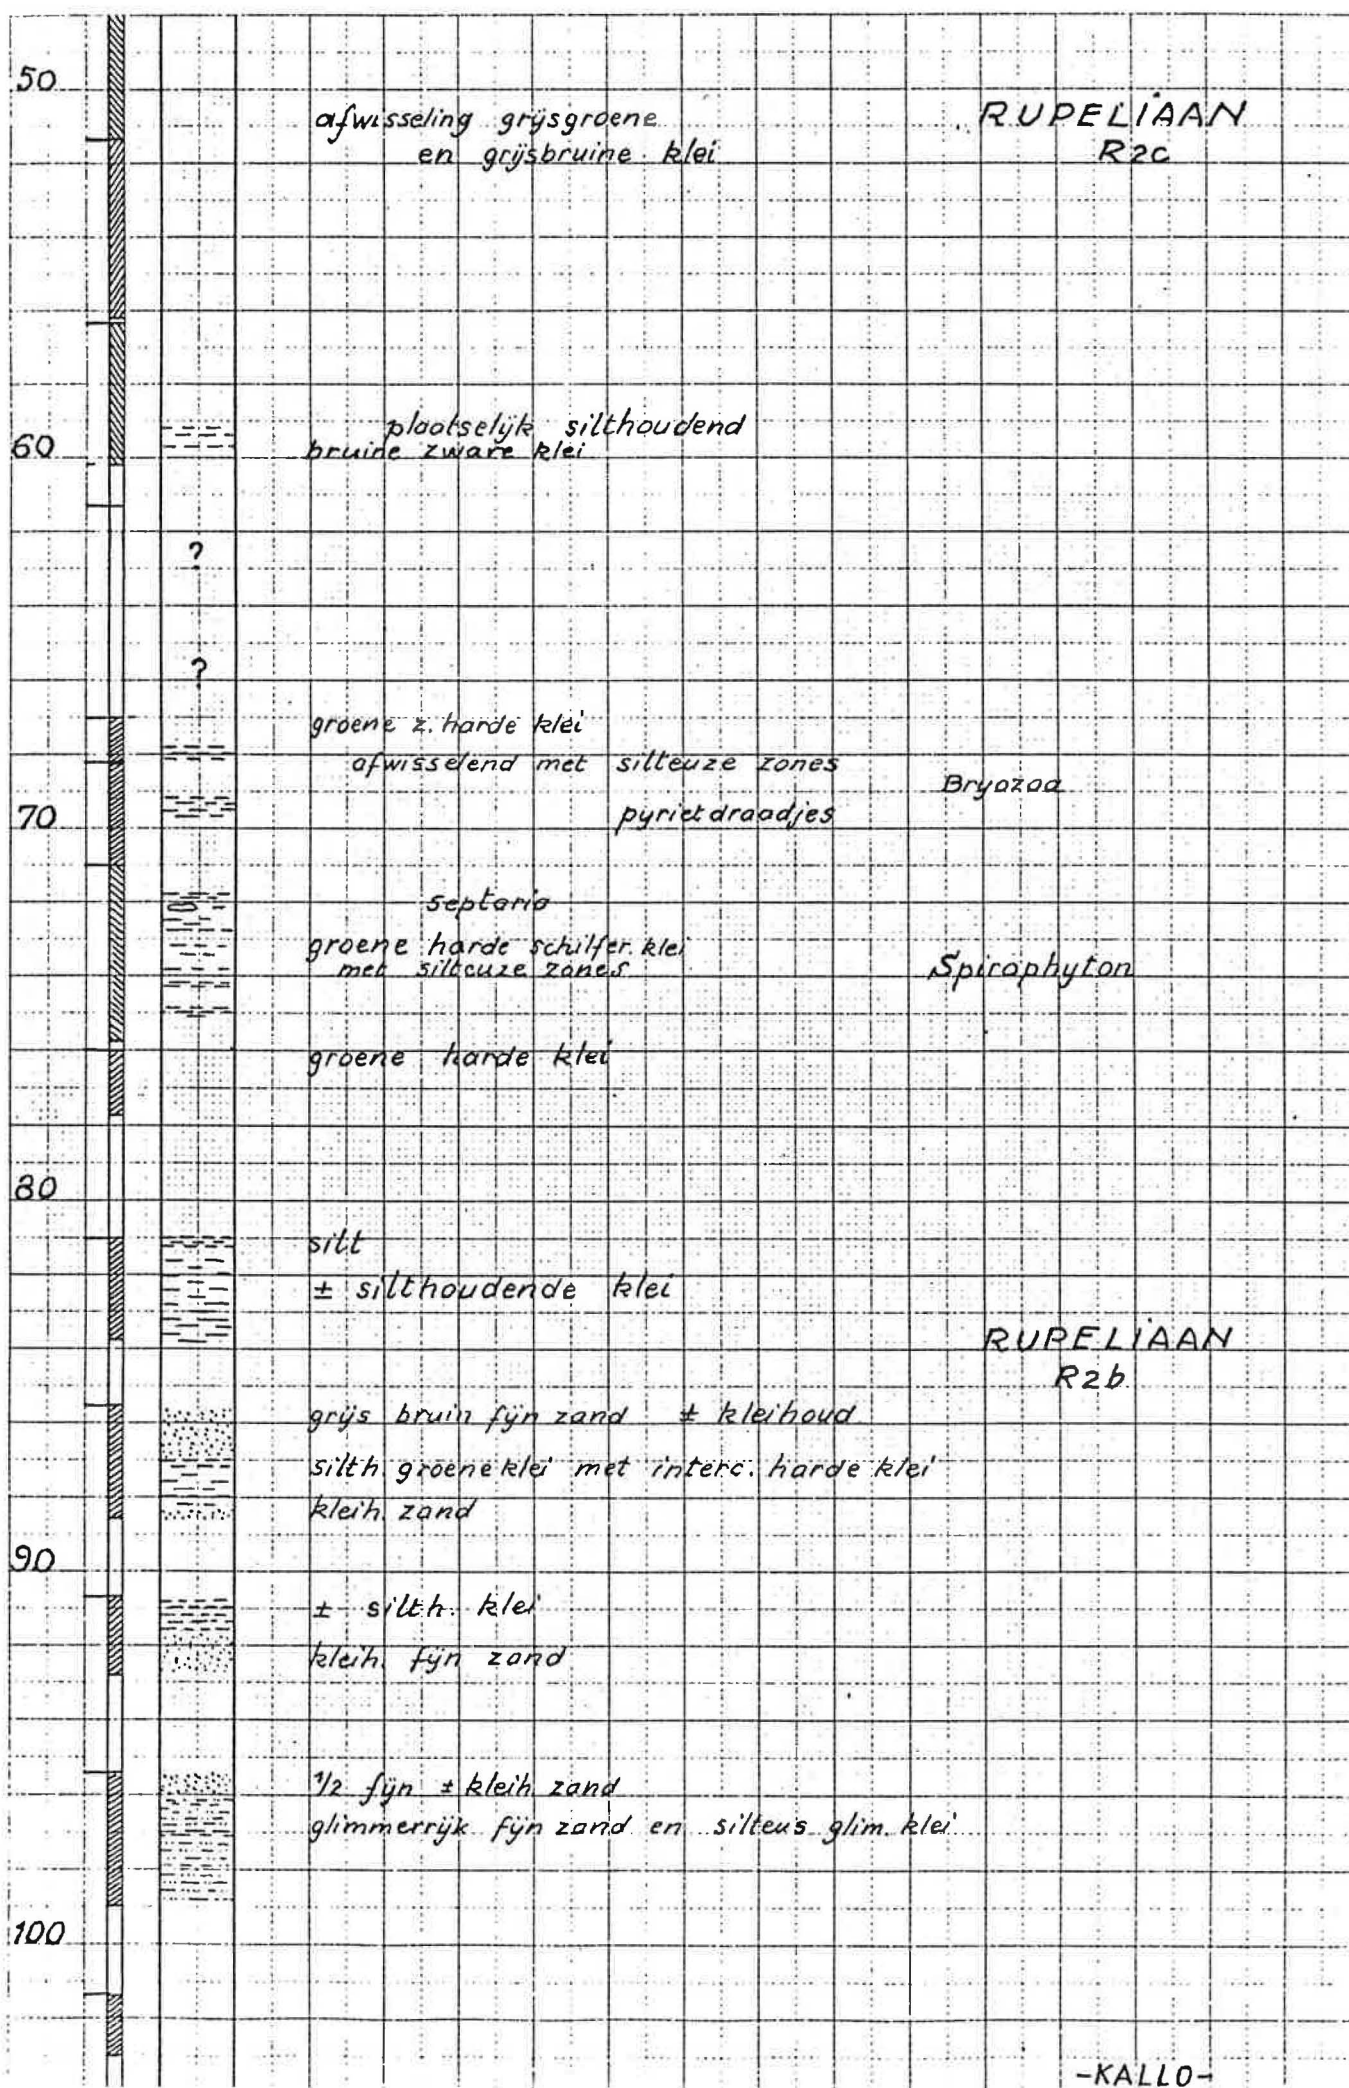 50
afwisseling grijsgroene
en grijsbruine klei
RUPELIAAN
R2c
plaatselijk silthoudend
60
bruine zware klei
?
?
groene z. harde klei
afwisselend met silteuze zones
Bryozoa
70
pyrietdraadjes
septaria
groene harde schilfer. klei
met silteuze zones
Spirophyton
groene harde klei
80
silt
± silthoudende klei
RUPELIAAN
R2b
grijs bruin fijn zand ± kleihoud
silth. groene klei met interc. harde klei
kleih. zand
90
± silth. klei
kleih. fijn zand
1/2 fijn ± kleih. zand
glimmerrijk fijn zand en silteus glim. klei
100
-KALLO-